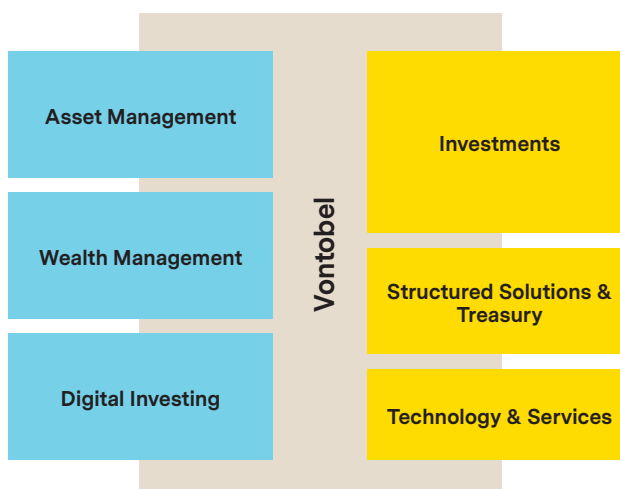 Asset Management
Wealth Management
Digital Investing
Vontobel
Investments
Structured Solutions &
Treasury
Technology & Services